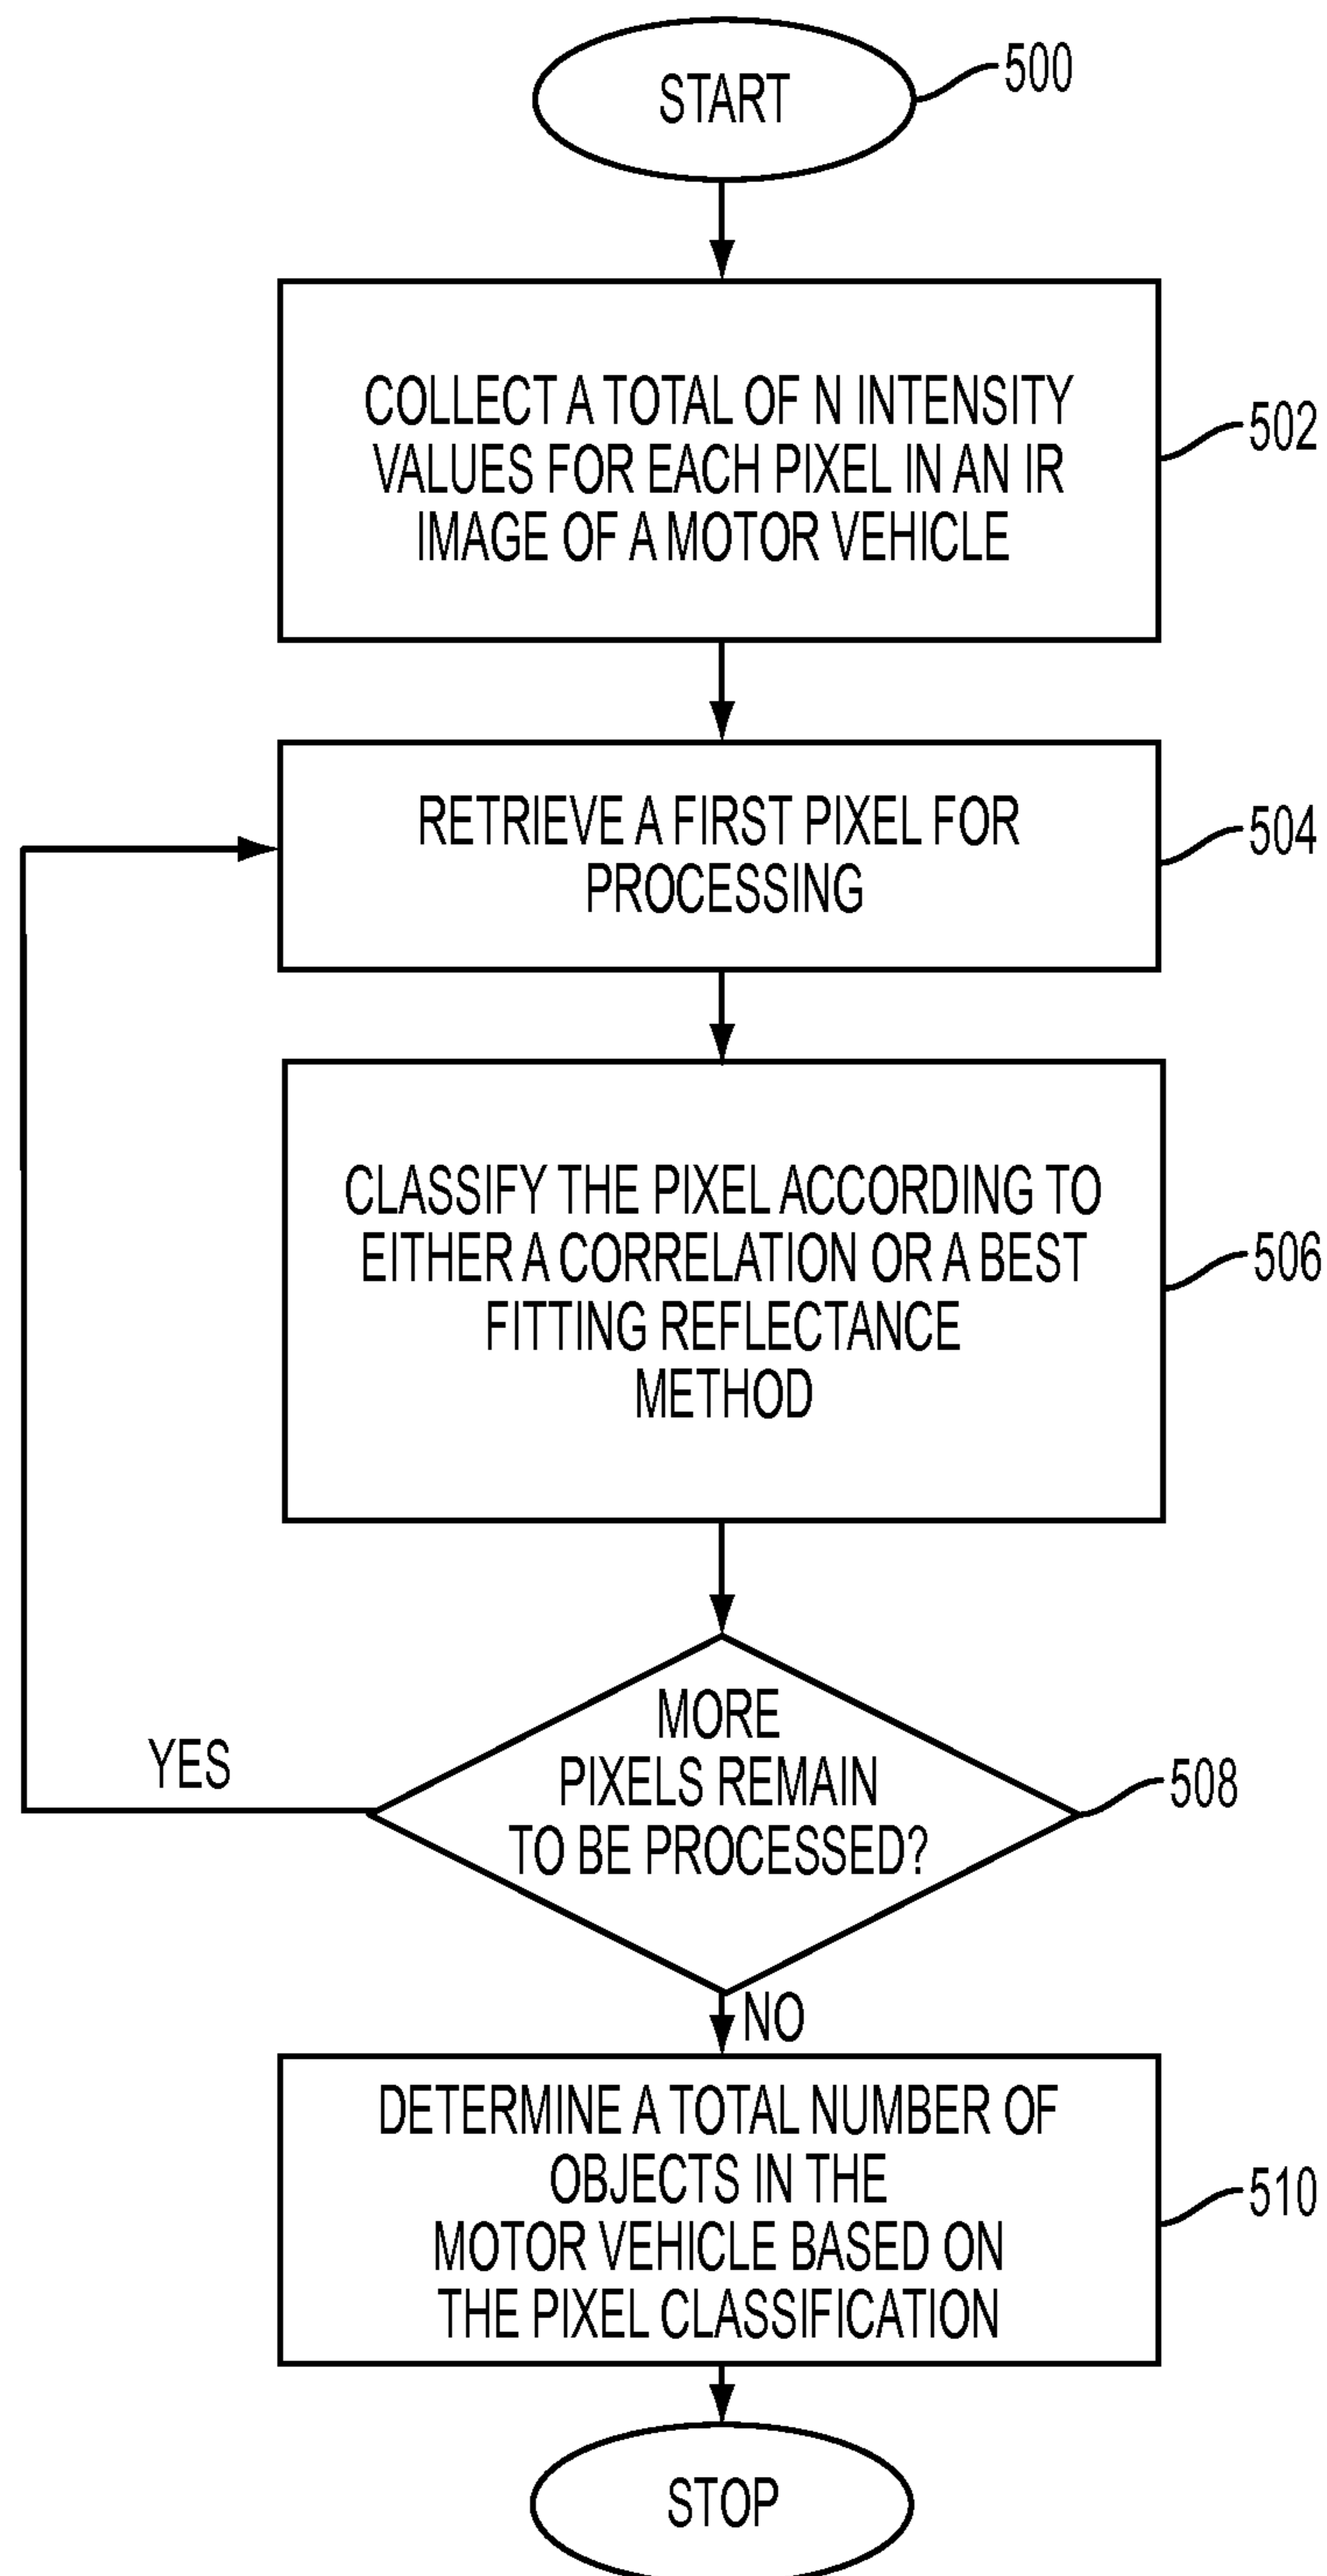 START
500
COLLECT A TOTAL OF N INTENSITY
VALUES FOR EACH PIXEL IN AN IR
IMAGE OF A MOTOR VEHICLE
502
RETRIEVE A FIRST PIXEL FOR
PROCESSING
504
CLASSIFY THE PIXEL ACCORDING TO
EITHER A CORRELATION OR A BEST
FITTING REFLECTANCE
METHOD
506
MORE
PIXELS REMAIN
TO BE PROCESSED?
508
YES
NO
DETERMINE A TOTAL NUMBER OF
OBJECTS IN THE
MOTOR VEHICLE BASED ON
THE PIXEL CLASSIFICATION
510
STOP